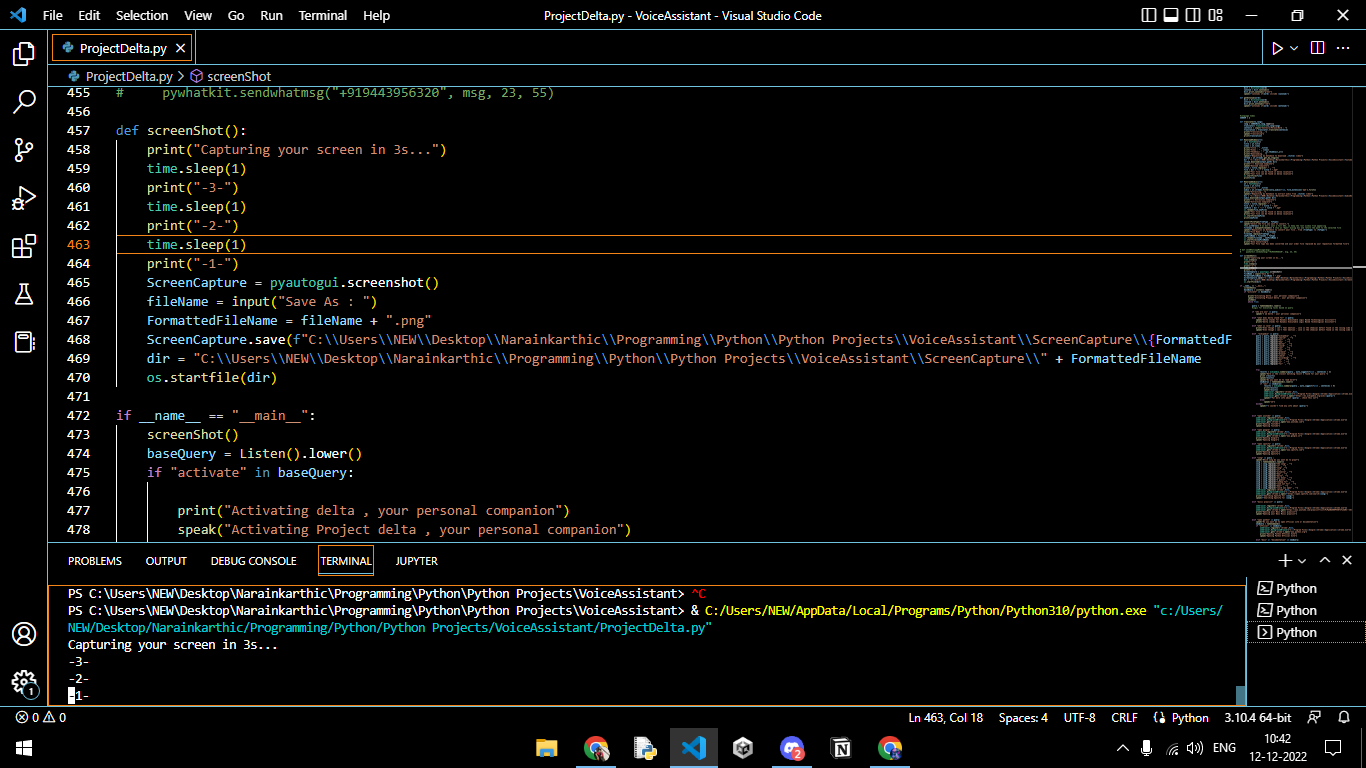 File Edit Selection View Go Run Terminal Help
ProjectDelta.py - VoiceAssistant - Visual Studio Code
ProjectDelta.py
ProjectDelta.py > screenShot
455 #     pywhatkit.sendwhatmsg("+919443956320", msg, 23, 55)
456
457 def screenShot():
458     print("Capturing your screen in 3s...")
459     time.sleep(1)
460     print("-3-")
461     time.sleep(1)
462     print("-2-")
463     time.sleep(1)
464     print("-1-")
465     ScreenCapture = pyautogui.screenshot()
466     fileName = input("Save As : ")
467     FormattedFileName = fileName + ".png"
468     ScreenCapture.save(f"C:\\Users\\NEW\\Desktop\\Narainkarthic\\Programming\\Python\\Python Projects\\VoiceAssistant\\ScreenCapture\\{FormattedF
469     dir = "C:\\Users\\NEW\\Desktop\\Narainkarthic\\Programming\\Python\\Python Projects\\VoiceAssistant\\ScreenCapture\\" + FormattedFileName
470     os.startfile(dir)
471
472 if __name__ == "__main__":
473     screenShot()
474     baseQuery = Listen().lower()
475     if "activate" in baseQuery:
476
477         print("Activating delta , your personal companion")
478         speak("Activating Project delta , your personal companion")
PROBLEMS OUTPUT DEBUG CONSOLE TERMINAL JUPYTER
PS C:\Users\NEW\Desktop\Narainkarthic\Programming\Python\Python Projects\VoiceAssistant> ^C
PS C:\Users\NEW\Desktop\Narainkarthic\Programming\Python\Python Projects\VoiceAssistant> & C:/Users/NEW/AppData/Local/Programs/Python/Python310/python.exe "c:/Users/
NEW/Desktop/Narainkarthic/Programming/Python/Python Projects/VoiceAssistant/ProjectDelta.py"
Capturing your screen in 3s...
-3-
-2-
-1-
Python
Python
Python
1
0 0
Ln 463, Col 18 Spaces: 4 UTF-8 CRLF Python 3.10.4 64-bit
2
ENG
10:42
12-12-2022